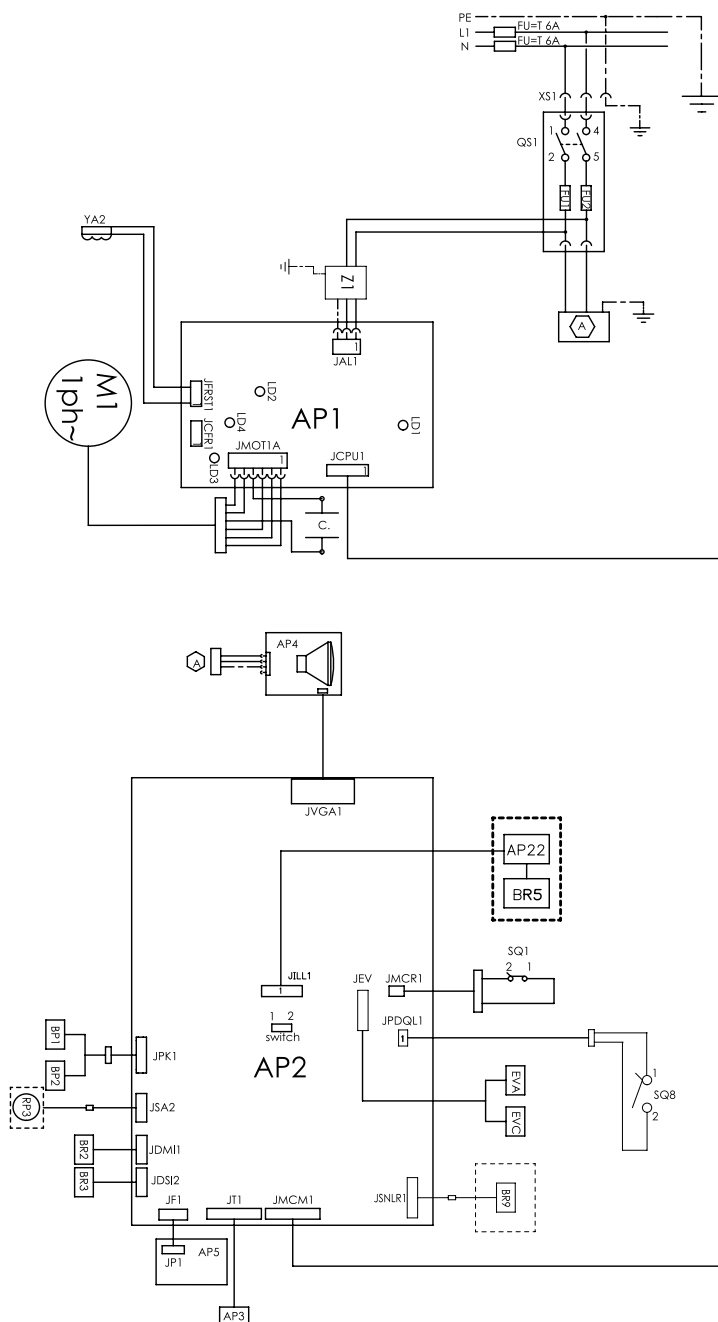 PE
L1 FU=T 6A
N FU=T 6A
XS1
QS1
1 4
2 5
FU1 FU2
YA2
Z1
A
JAL1 1
M1
1ph~
JFRST1
JCFR1
LD2
LD4
LD3
LD1
AP1
JMOT1A
1
JCPU1
1
C.
A
AP4
JVGA1
AP22
BR5
JILL1
1
1 2
switch
AP2
JEV
JMCR1
SQ1
2 1
JPDQL1
1
1
SQ8
2
EVA
EVC
BP1
BP2
JPK1
RP3
JSA2
BR2
JDMI1
BR3
JDSI2
JF1
JT1
JMCM1
JSNLR1
BR9
JP1
AP5
AP3